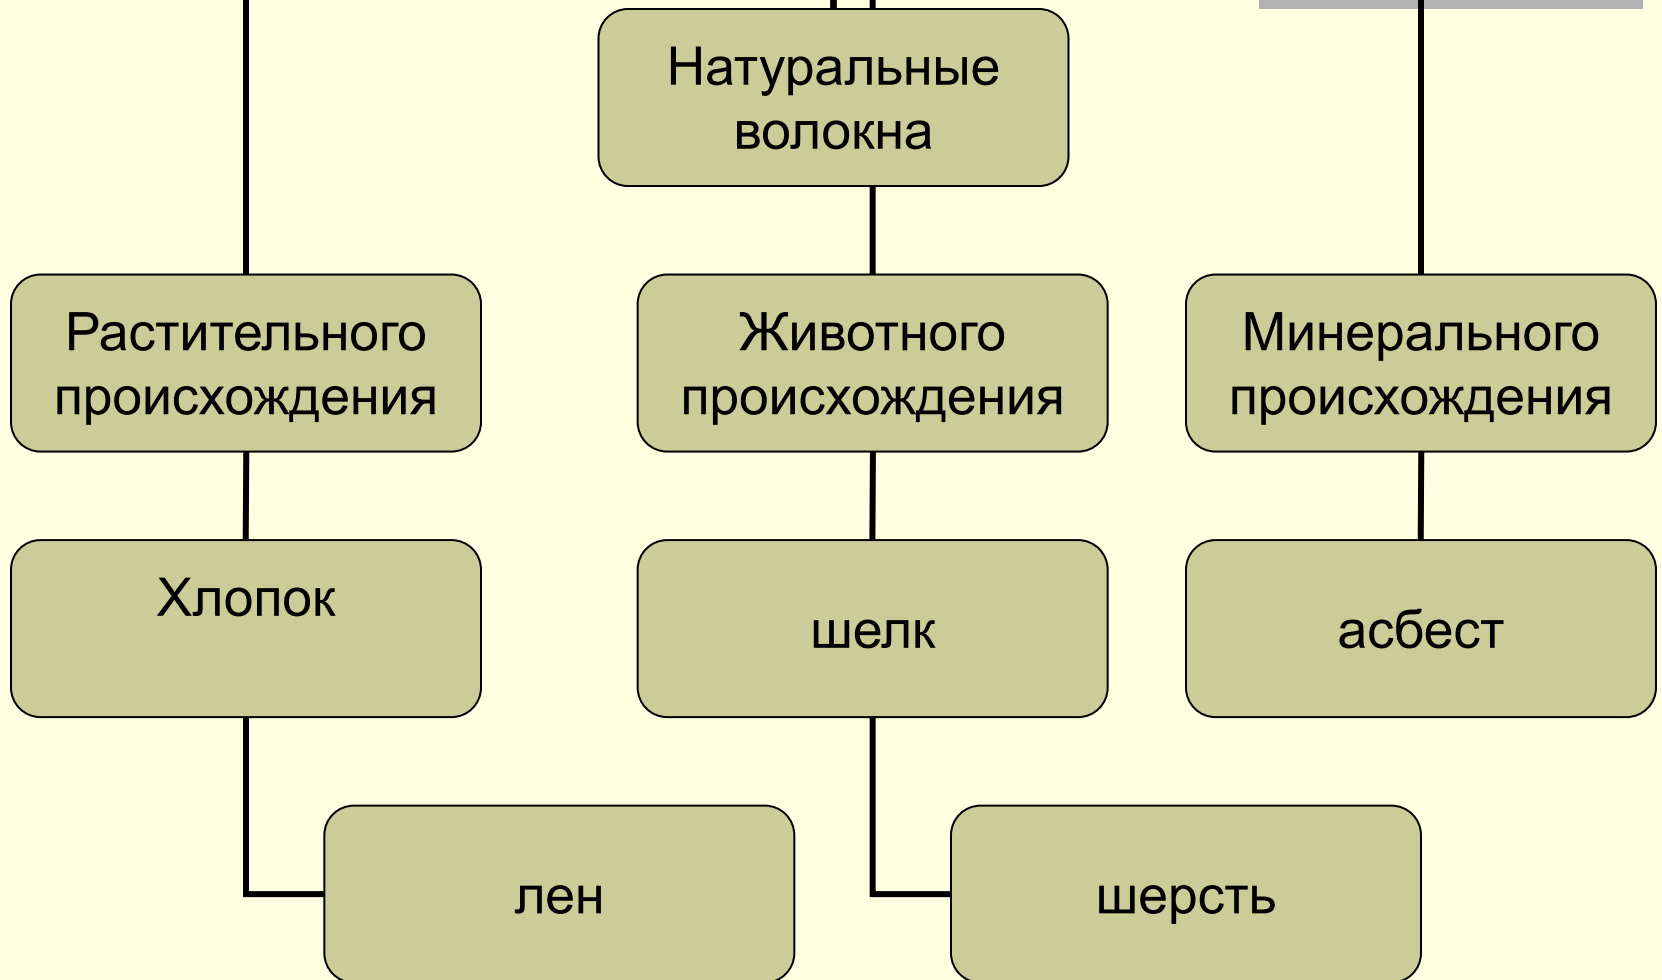 Натуральные
волокна
Растительного
происхождения
Животного
происхождения
Минерального
происхождения
Хлопок
шелк
асбест
лен
шерсть